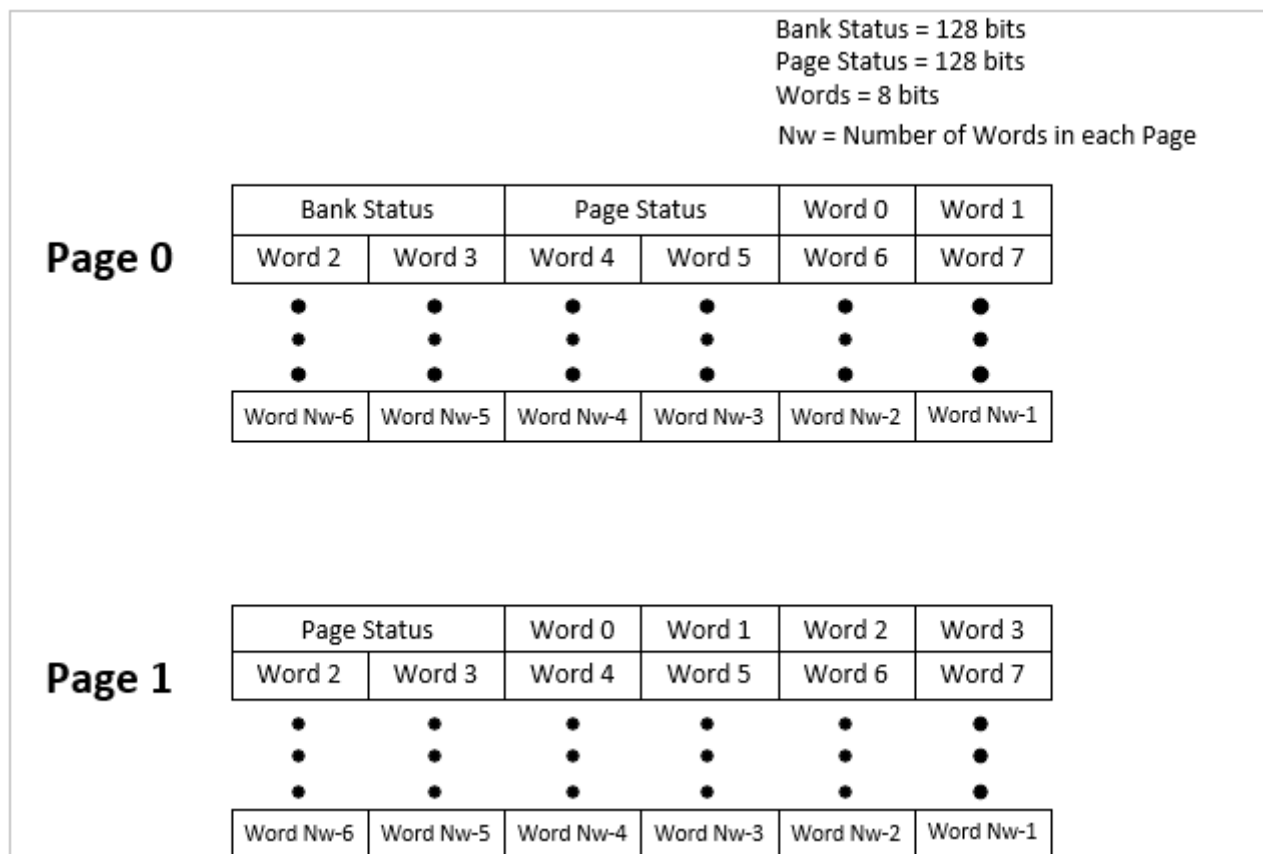 Bank Status = 128 bits
Page Status = 128 bits
Words = 8 bits
Nw = Number of Words in each Page
Page 0
Bank Status Page Status Word 0 Word 1
Word 2 Word 3 Word 4 Word 5 Word 6 Word 7
Word Nw-6 Word Nw-5 Word Nw-4 Word Nw-3 Word Nw-2 Word Nw-1
Page 1
Page Status Word 0 Word 1 Word 2 Word 3
Word 2 Word 3 Word 4 Word 5 Word 6 Word 7
Word Nw-6 Word Nw-5 Word Nw-4 Word Nw-3 Word Nw-2 Word Nw-1